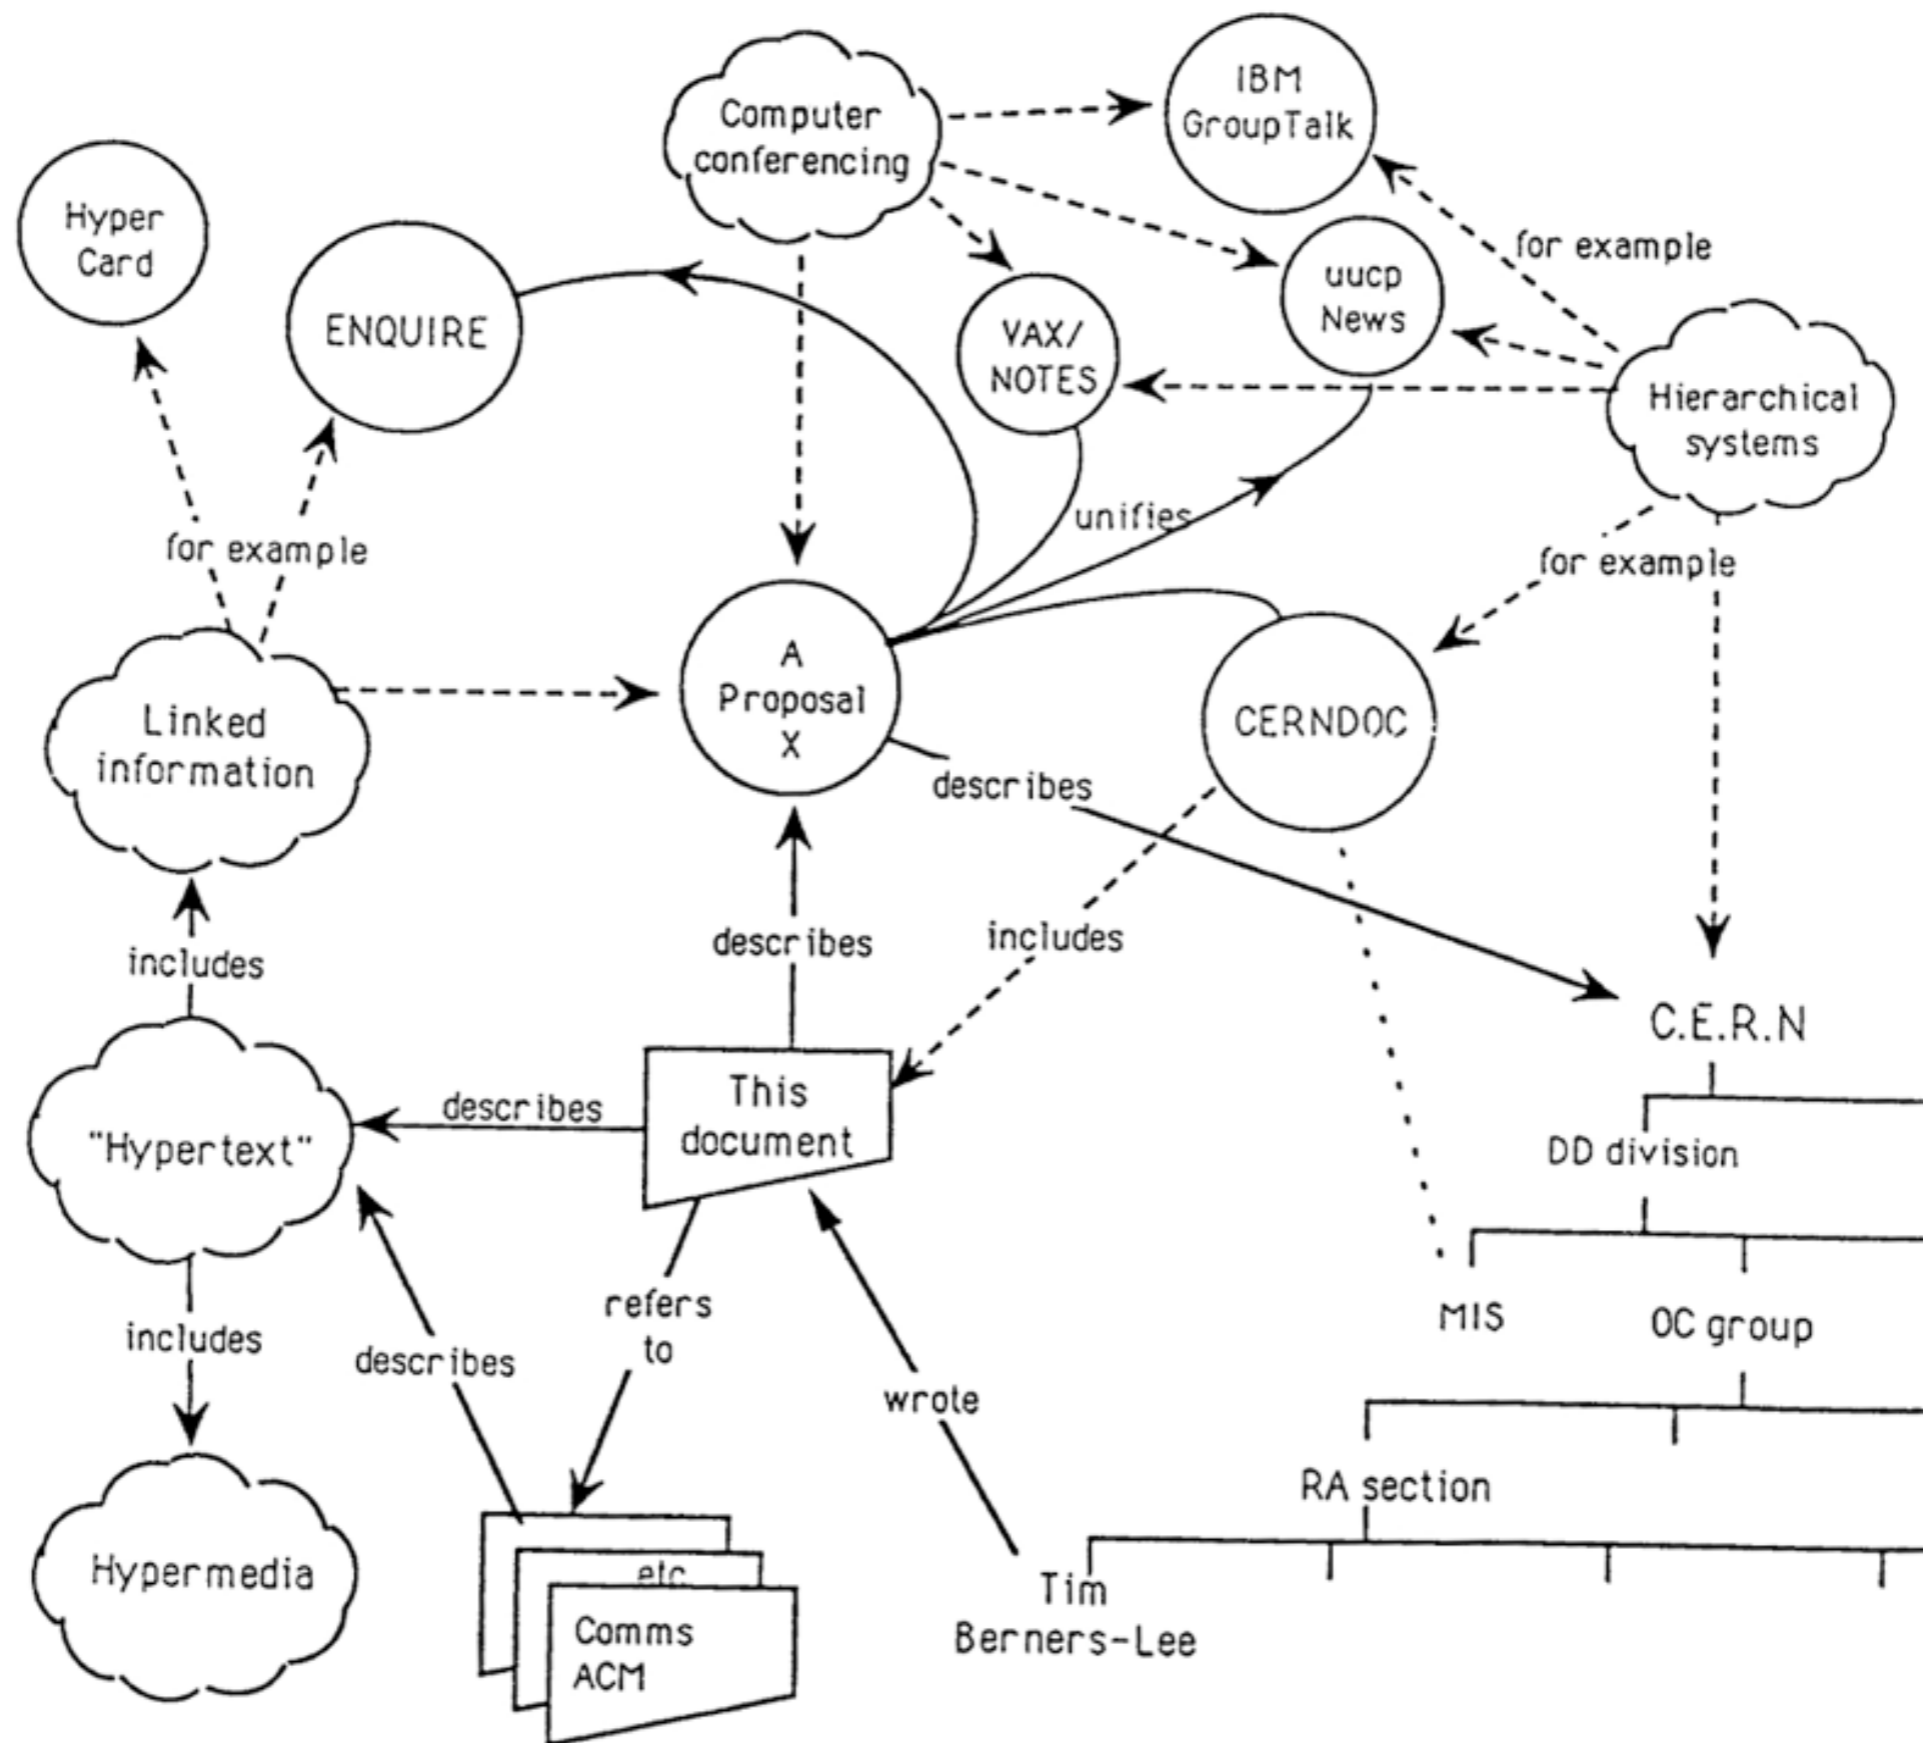 IBM
GroupTalk
Computer
conferencing
Hyper
Card
for example
uucp
News
ENQUIRE
VAX/
NOTES
Hierarchical
systems
unifies
for example
for example
A
Proposal
X
Linked
information
CERNDOC
describes
describes
includes
includes
C.E.R.N
This
document
describes
"Hypertext"
DD division
refers
to
MIS
OC group
includes
describes
wrote
RA section
Hypermedia
etc
Tim
Berners-Lee
Comms
ACM